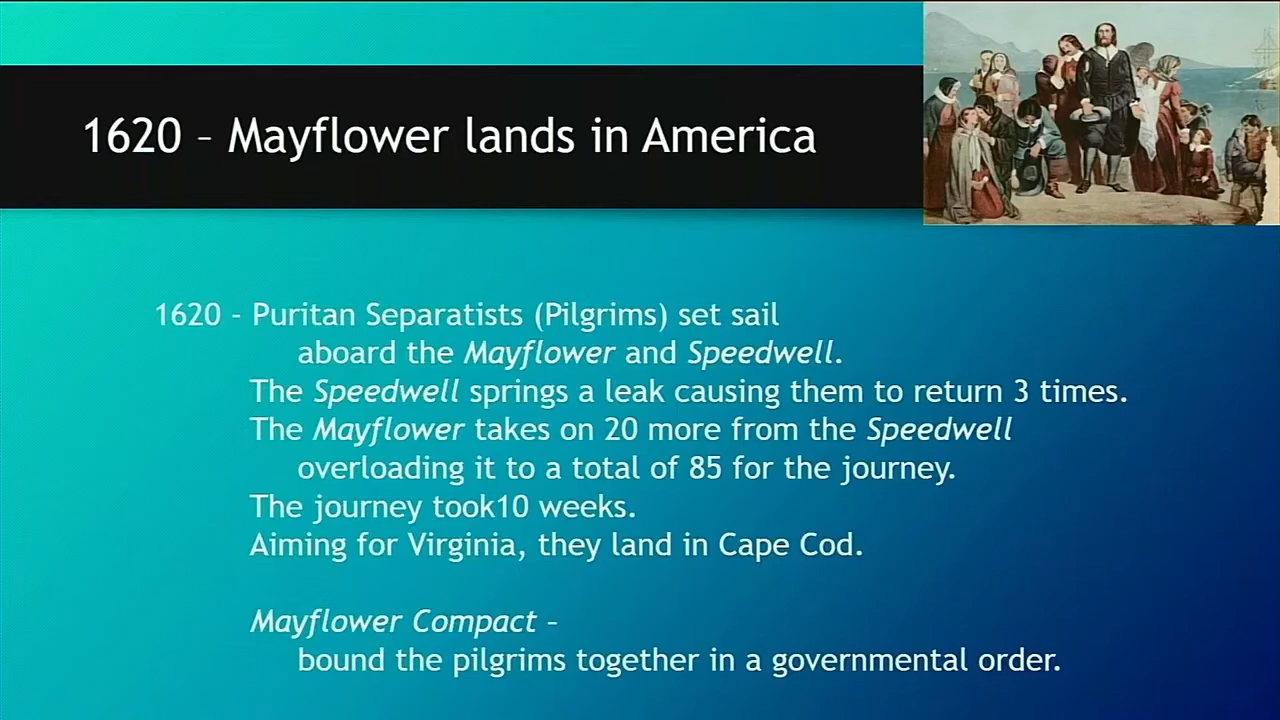 1620 – Mayflower lands in America
1620 - Puritan Separatists (Pilgrims) set sail
aboard the Mayflower and Speedwell.
The Speedwell springs a leak causing them to return 3 times.
The Mayflower takes on 20 more from the Speedwell
overloading it to a total of 85 for the journey.
The journey took10 weeks.
Aiming for Virginia, they land in Cape Cod.
Mayflower Compact –
bound the pilgrims together in a governmental order.